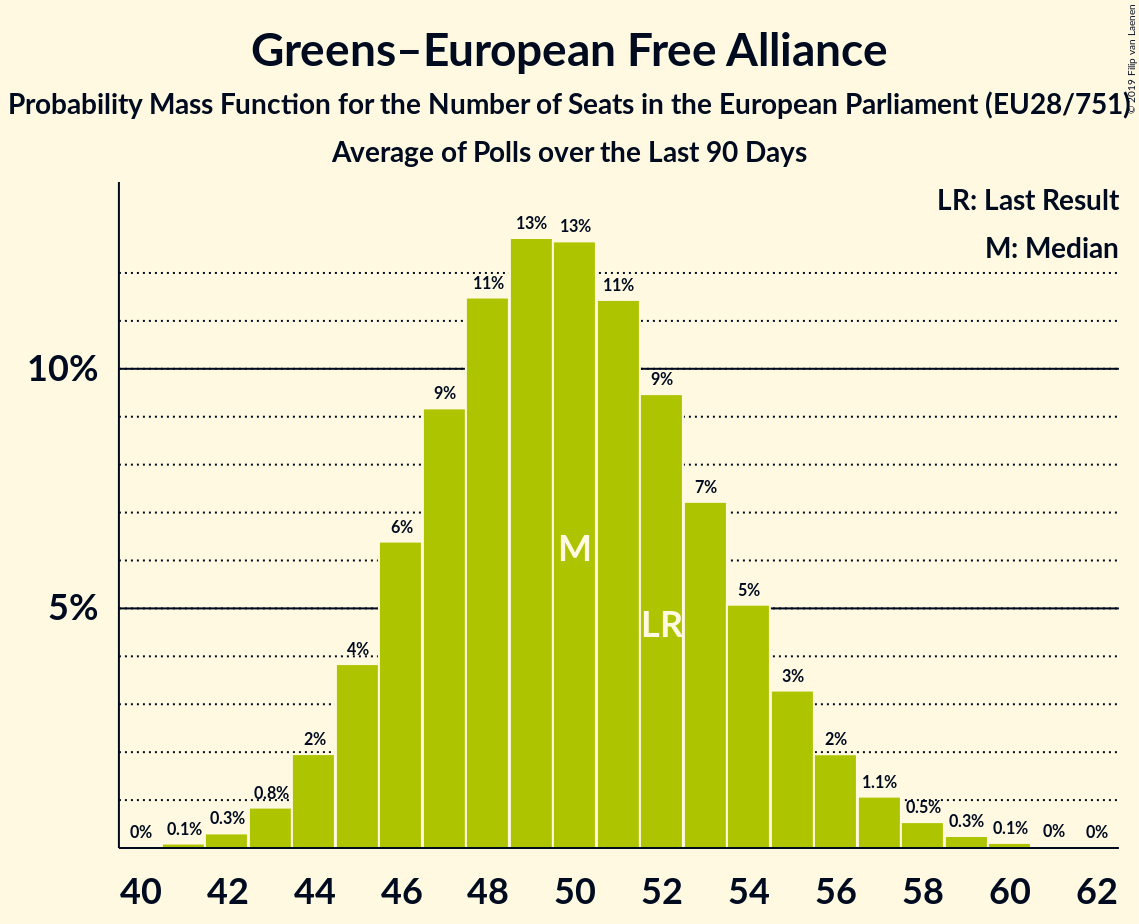 Greens–European Free Alliance
Probability Mass Function for the Number of Seats in the European Parliament (EU28/751)
Average of Polls over the Last 90 Days
© 2019 Filip van Laenen
LR: Last Result
M: Median
10%
5%
0%
0.1%
0.3%
0.8%
2%
4%
6%
9%
11%
13%
13%
11%
9%
7%
5%
3%
2%
1.1%
0.5%
0.3%
0.1%
0%
0%
M
LR
40 42 44 46 48 50 52 54 56 58 60 62